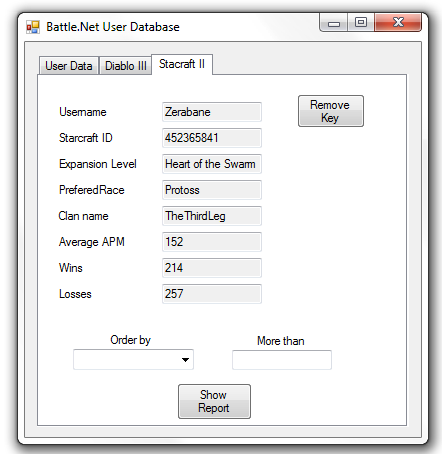 Battle.Net User Database
User Data Diablo III Stacraft II
Username Zerabane
Remove
Key
Starcraft ID 452365841
Expansion Level Heart of the Swarm
PreferedRace Protoss
Clan name TheThirdLeg
Average APM 152
Wins 214
Losses 257
Order by More than
Show
Report